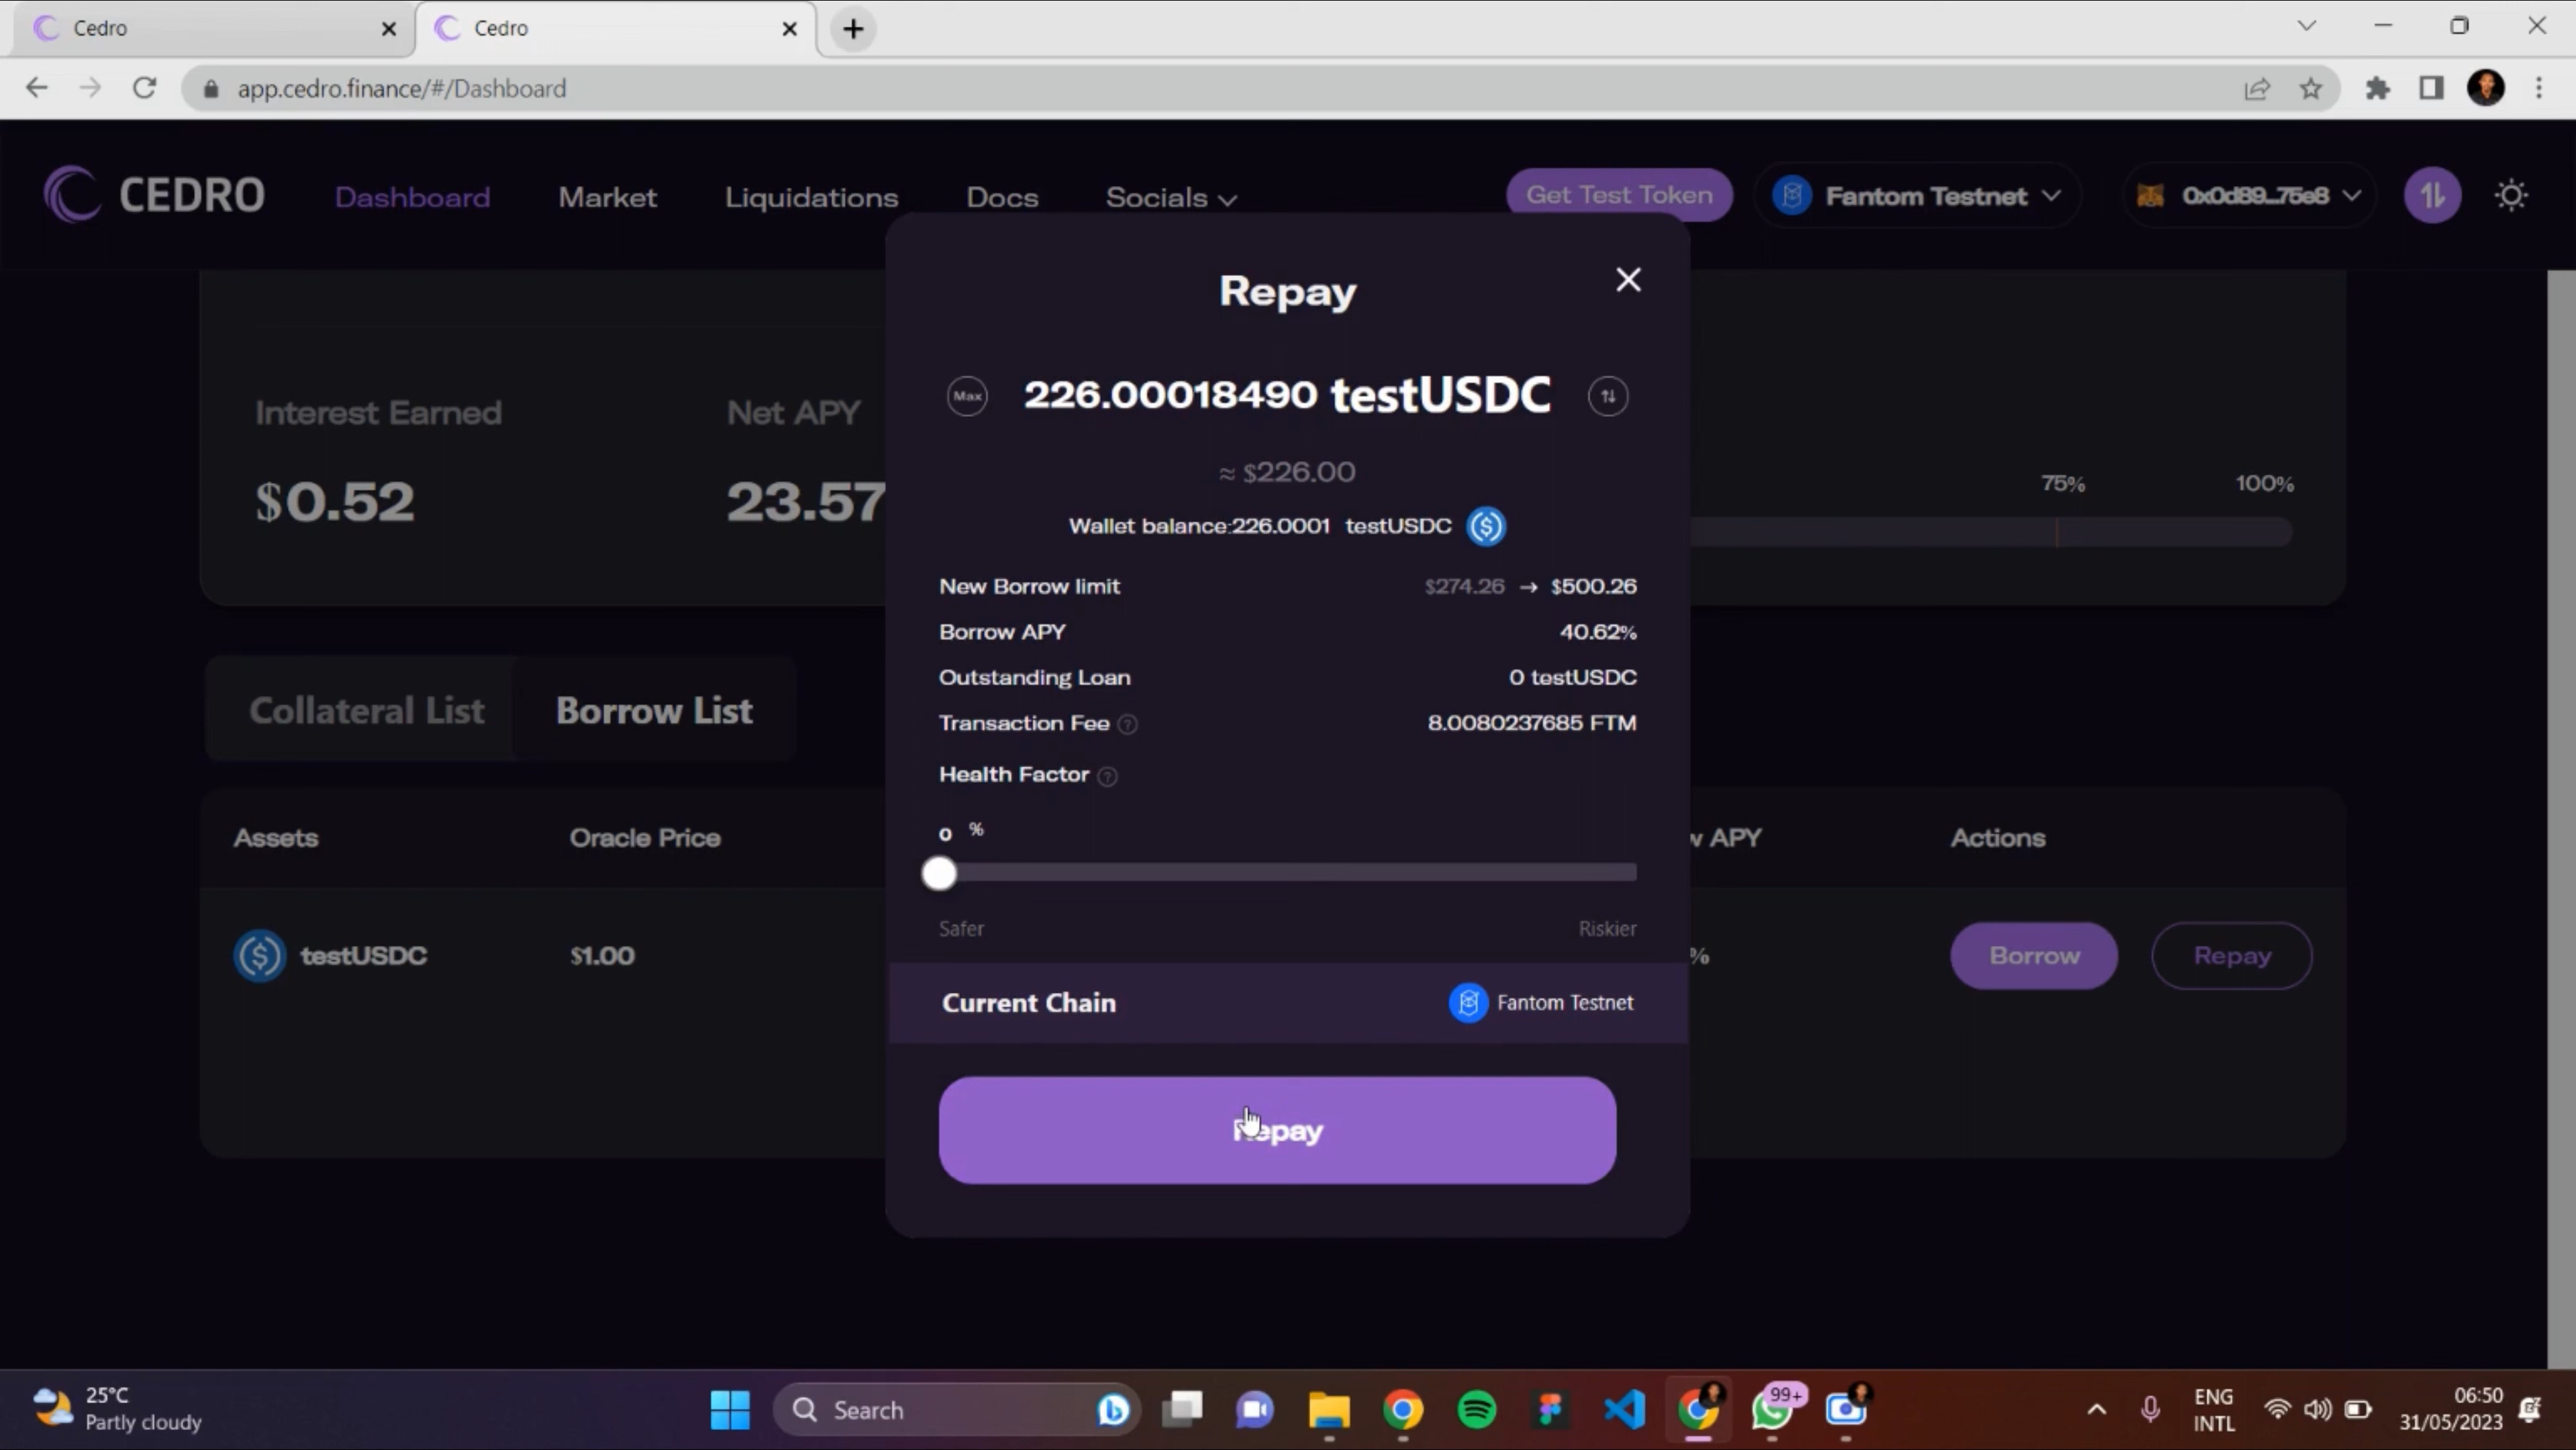 Cedro
Cedro
app.cedro.finance/#/Dashboard
CEDRO
Dashboard
Market
Liquidations
Docs
Socials
Get Test Token
Fantom Testnet
0x0d89...75e8
Repay
Max
226.00018490 testUSDC
≈ $226.00
Wallet balance:226.0001 testUSDC
New Borrow limit
$274.26 → $500.26
Borrow APY
40.62%
Outstanding Loan
0 testUSDC
Transaction Fee ?
8.0080237685 FTM
Health Factor ?
0 %
Safer
Riskier
Current Chain
Fantom Testnet
Repay
Interest Earned
$0.52
Net APY
23.57
75%
100%
Collateral List
Borrow List
Assets
Oracle Price
APY
Actions
testUSDC
$1.00
%
Borrow
Repay
25°C
Partly cloudy
Search
99+
ENG
INTL
06:50
31/05/2023